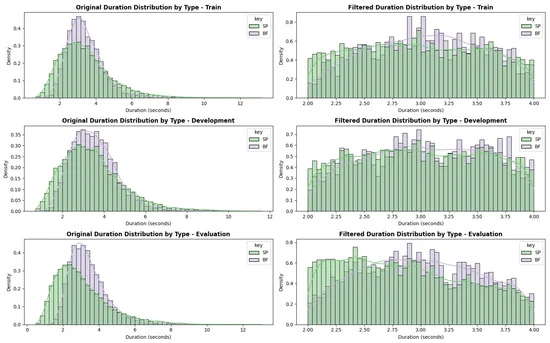 Original Duration Distribution by Type - Train
Density
0.4
0.3
0.2
0.1
0.0
2 4 6 8 10 12
Duration (seconds)
key
SP
BF
Filtered Duration Distribution by Type - Train
Density
0.8
0.6
0.4
0.2
0.0
2.00 2.25 2.50 2.75 3.00 3.25 3.50 3.75 4.00
Duration (seconds)
key
SP
BF
Original Duration Distribution by Type - Development
Density
0.35
0.30
0.25
0.20
0.15
0.10
0.05
0.00
2 4 6 8 10 12
Duration (seconds)
key
SP
BF
Filtered Duration Distribution by Type - Development
Density
0.7
0.6
0.5
0.4
0.3
0.2
0.1
0.0
2.00 2.25 2.50 2.75 3.00 3.25 3.50 3.75 4.00
Duration (seconds)
key
SP
BF
Original Duration Distribution by Type - Evaluation
Density
0.4
0.3
0.2
0.1
0.0
0 2 4 6 8 10 12
Duration (seconds)
key
SP
BF
Filtered Duration Distribution by Type - Evaluation
Density
0.8
0.6
0.4
0.2
0.0
2.00 2.25 2.50 2.75 3.00 3.25 3.50 3.75 4.00
Duration (seconds)
key
SP
BF